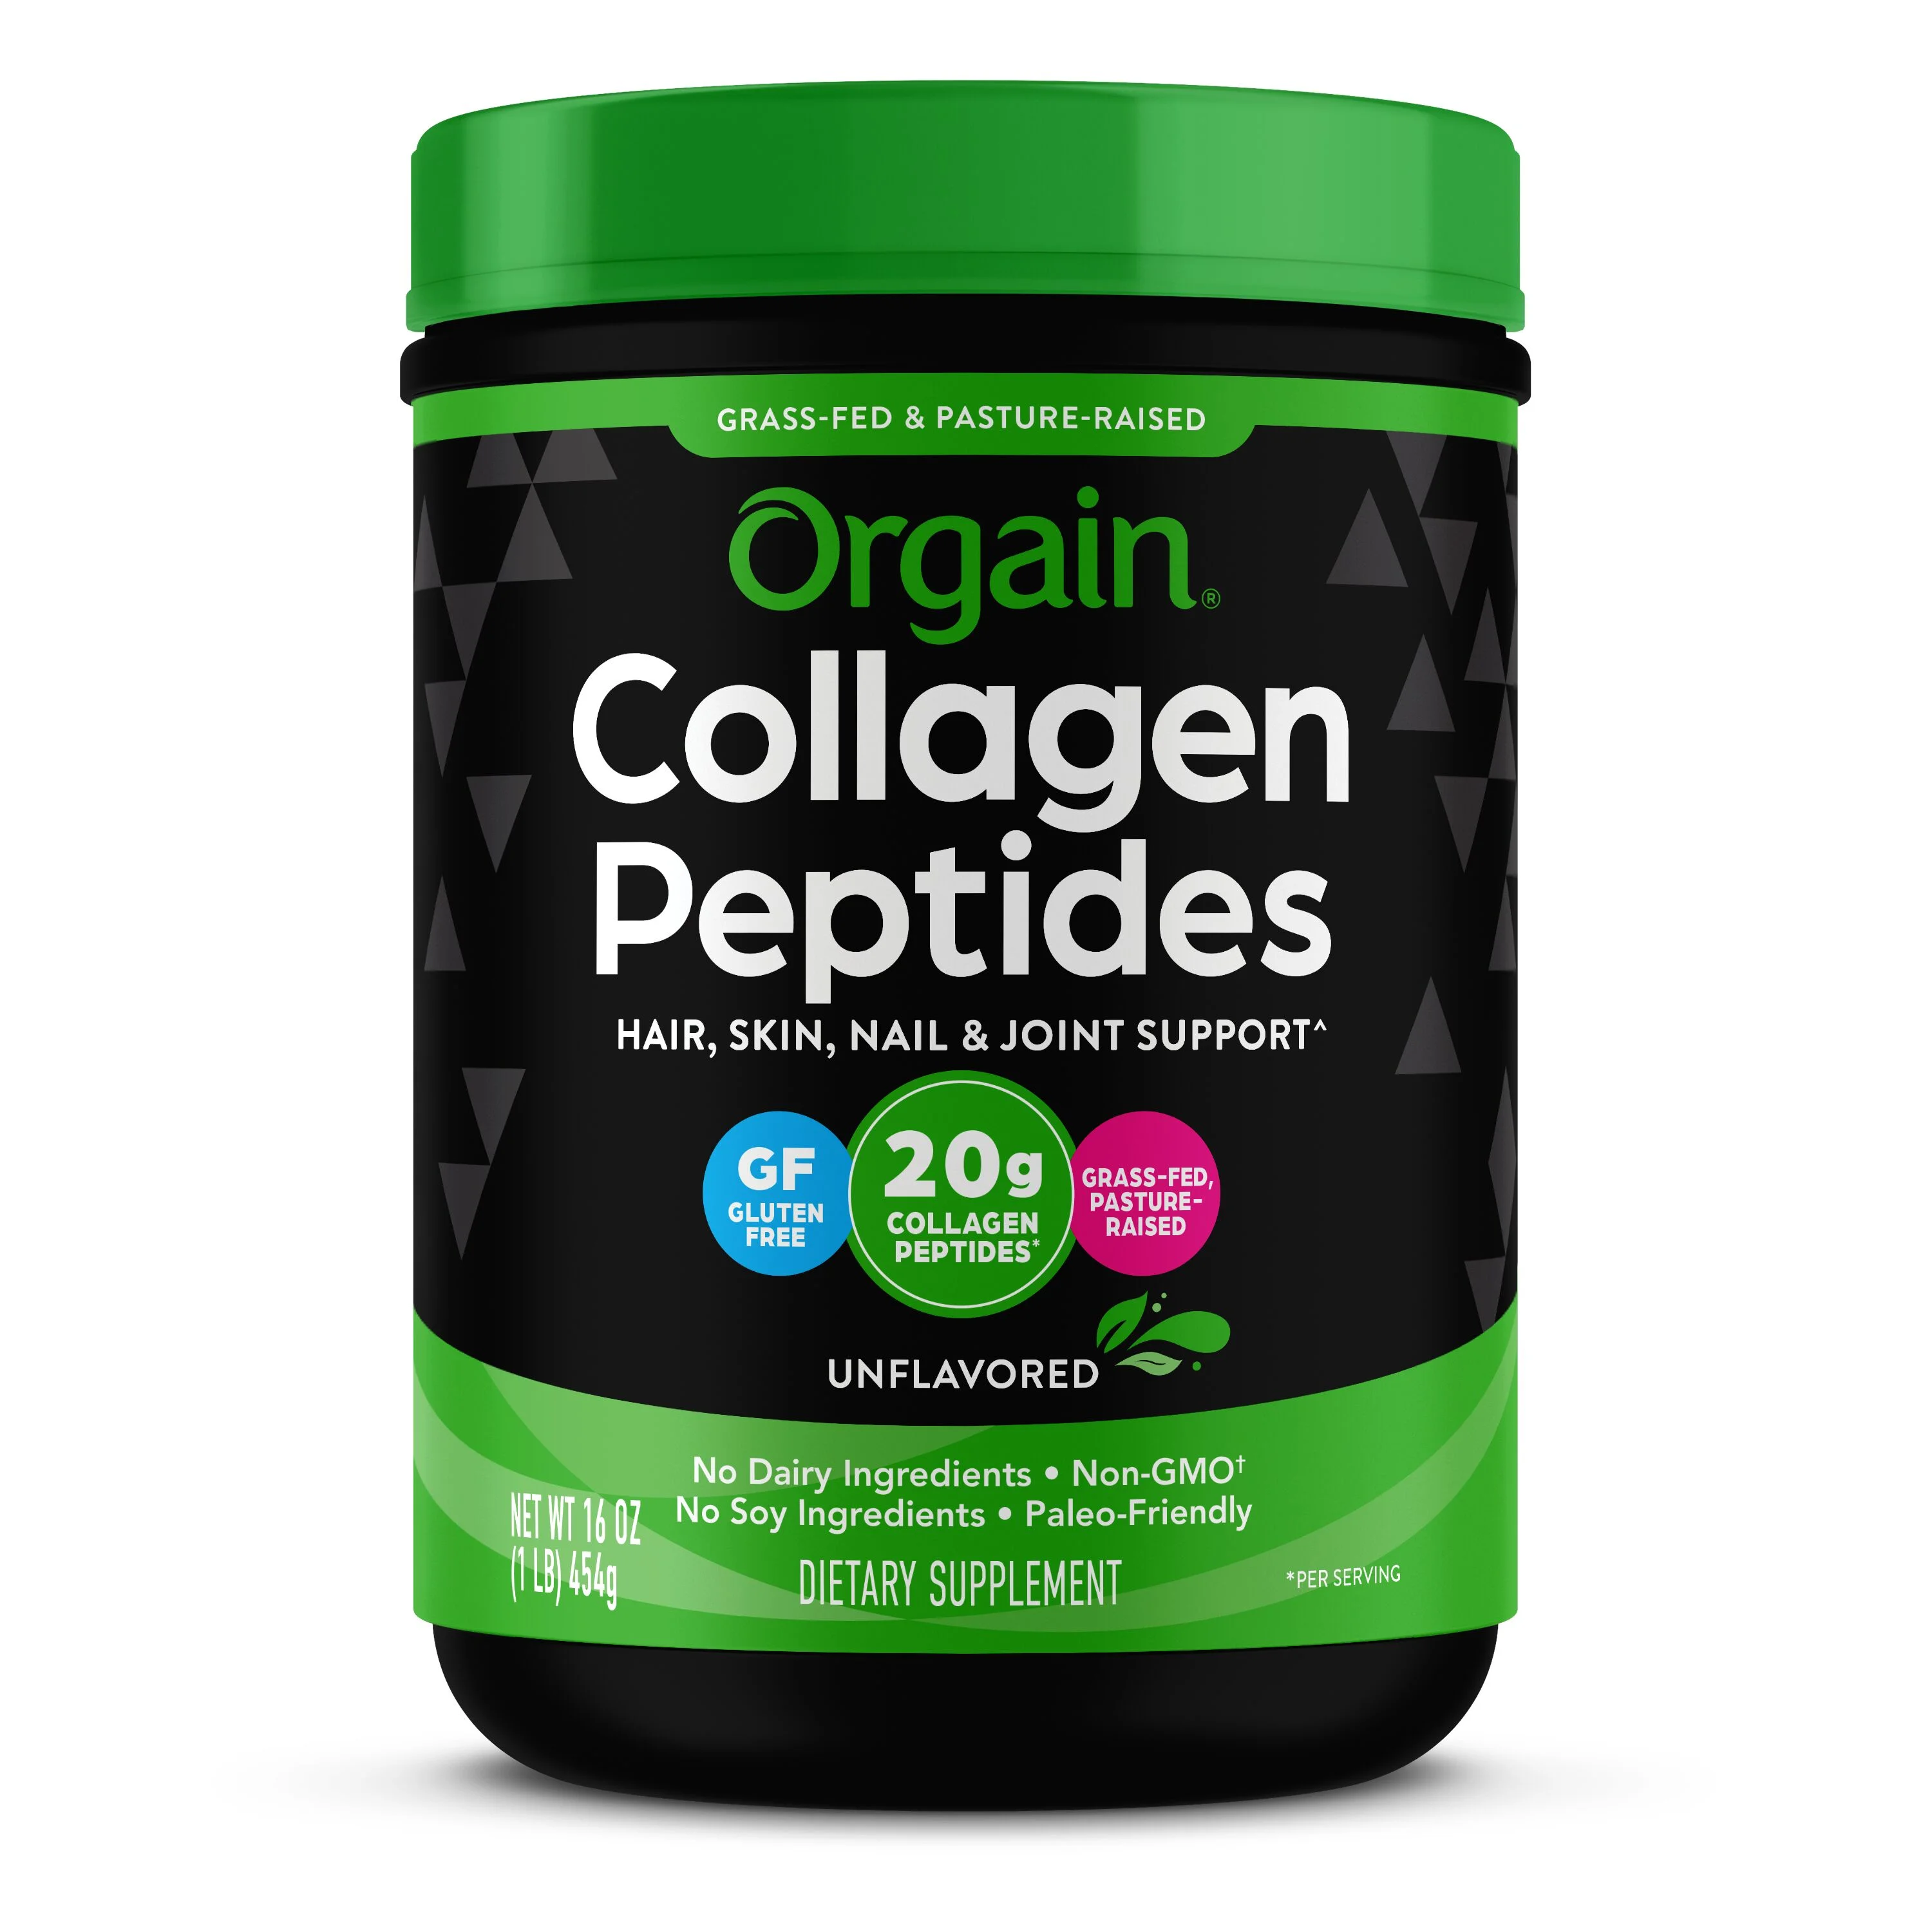 GRASS-FED & PASTURE-RAISED
Orgain®
Collagen
Peptides
HAIR, SKIN, NAIL & JOINT SUPPORT^
GF
GLUTEN
FREE
20g
COLLAGEN
PEPTIDES*
GRASS-FED,
PASTURE-
RAISED
UNFLAVORED
No Dairy Ingredients • Non-GMO†
No Soy Ingredients • Paleo-Friendly
NET WT 16 OZ
(1 LB) 454g
DIETARY SUPPLEMENT
*PER SERVING